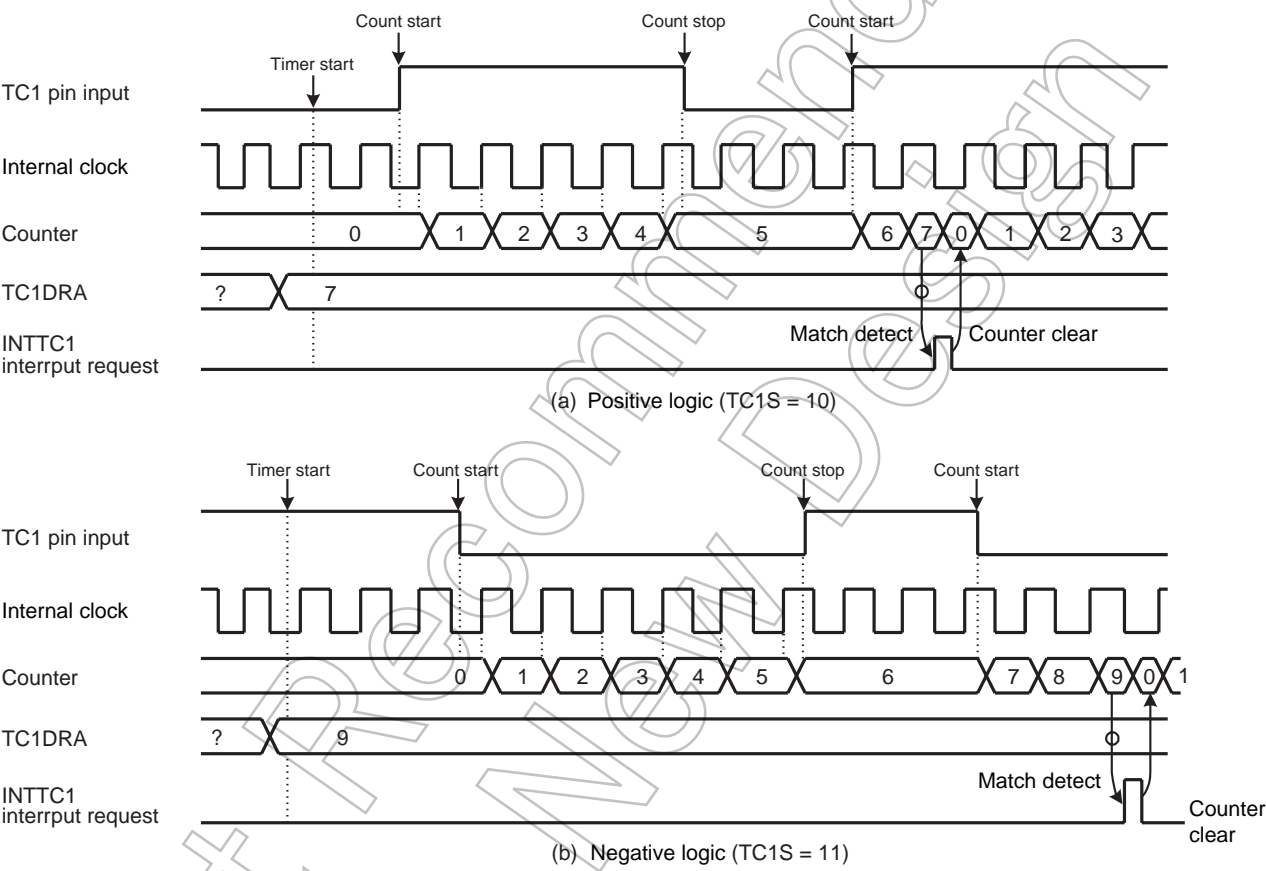 Count start
Count stop
Count start
Timer start
TC1 pin input
Internal clock
Counter
0 1 2 3 4 5 6 7 0 1 2 3
TC1DRA
? 7
Match detect
Counter clear
INTTC1
interrput request
(a) Positive logic (TC1S = 10)
Timer start
Count start
Count stop
Count start
TC1 pin input
Internal clock
Counter
0 1 2 3 4 5 6 7 8 9 0 1
TC1DRA
? 9
Match detect
INTTC1
interrput request
Counter
clear
(b) Negative logic (TC1S = 11)
Recommend
New Design